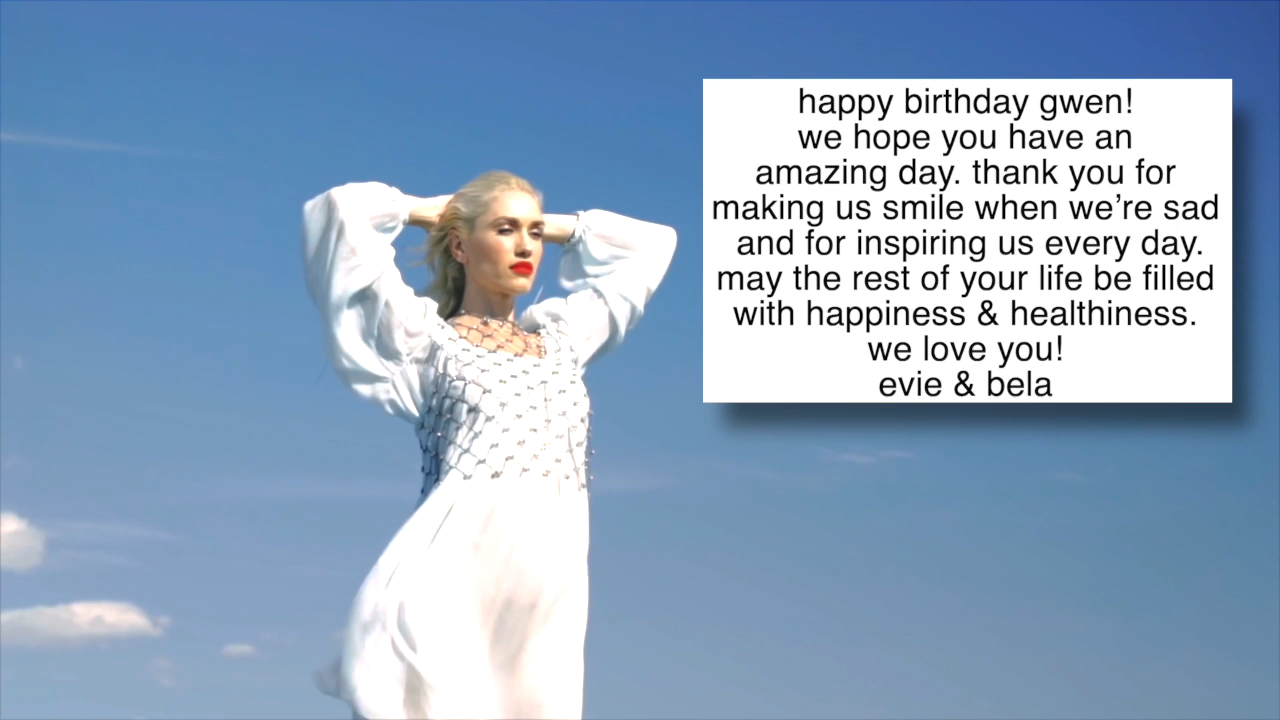 happy birthday gwen!
we hope you have an
amazing day. thank you for
making us smile when we’re sad
and for inspiring us every day.
may the rest of your life be filled
with happiness & healthiness.
we love you!
evie & bela